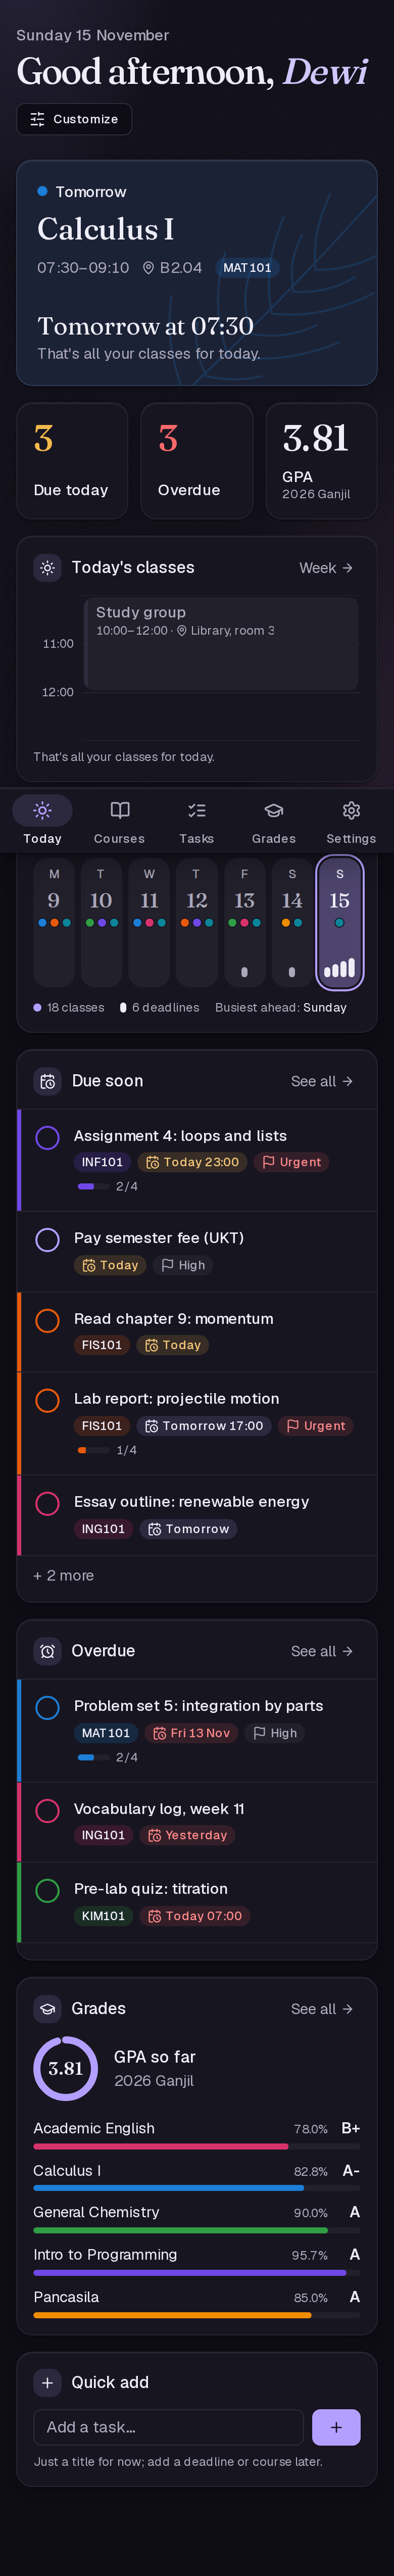 Sunday 15 November
Good afternoon, Dewi
Customize
Tomorrow
Calculus I
07:30–09:10 B2.04 MAT101
Tomorrow at 07:30
That's all your classes for today.
3
Due today
3
Overdue
3.81
GPA
2026 Ganjil
Today's classes
Week →
Study group
10:00–12:00 · Library, room 3
11:00
12:00
That's all your classes for today.
Today
Courses
Tasks
Grades
Settings
M T W T F S S
9 10 11 12 13 14 15
18 classes 6 deadlines Busiest ahead: Sunday
Due soon
See all →
Assignment 4: loops and lists
INF101 Today 23:00 Urgent
2/4
Pay semester fee (UKT)
Today High
Read chapter 9: momentum
FIS101 Today
Lab report: projectile motion
FIS101 Tomorrow 17:00 Urgent
1/4
Essay outline: renewable energy
ING101 Tomorrow
+ 2 more
Overdue
See all →
Problem set 5: integration by parts
MAT101 Fri 13 Nov High
2/4
Vocabulary log, week 11
ING101 Yesterday
Pre-lab quiz: titration
KIM101 Today 07:00
Grades
See all →
3.81
GPA so far
2026 Ganjil
Academic English 78.0% B+
Calculus I 82.8% A-
General Chemistry 90.0% A
Intro to Programming 95.7% A
Pancasila 85.0% A
Quick add
Add a task...
+
Just a title for now; add a deadline or course later.